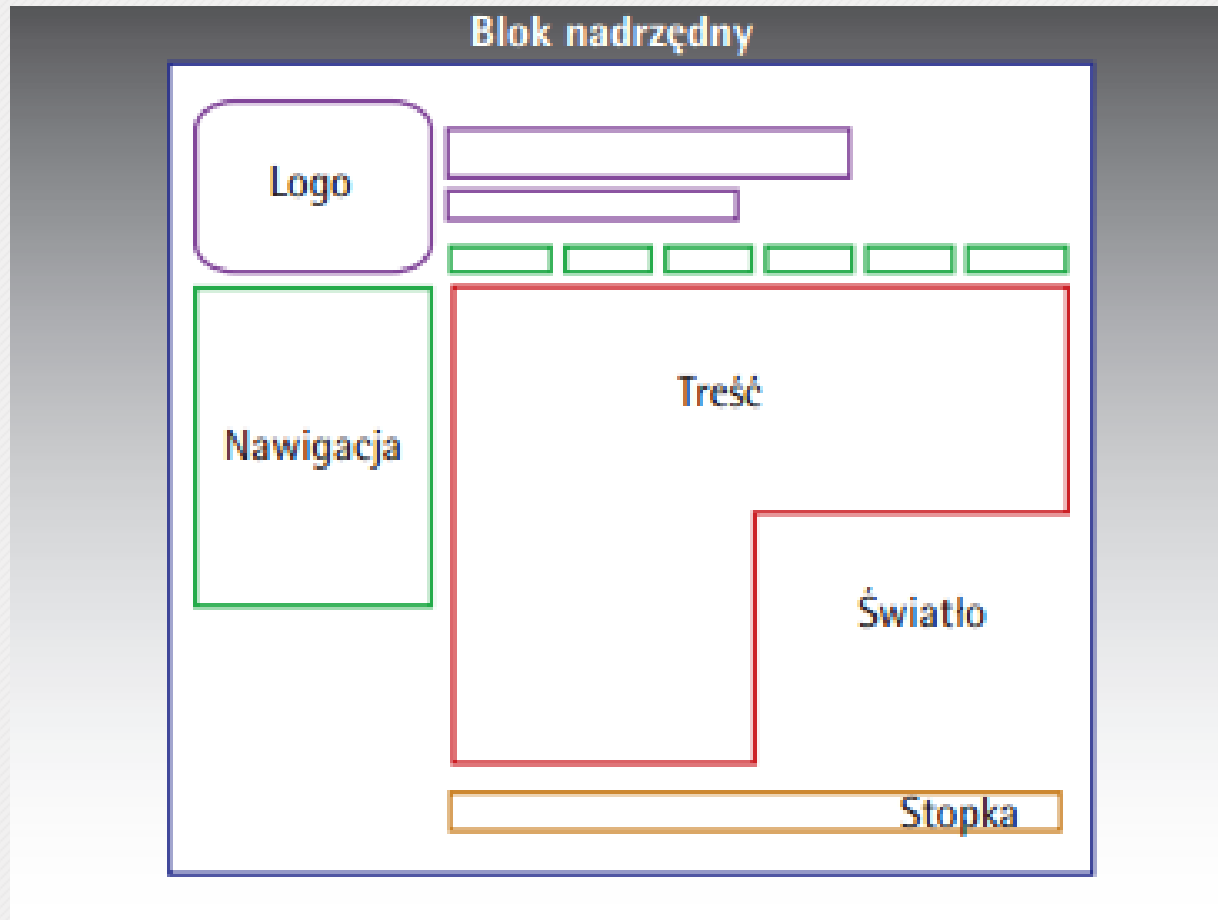 Blok nadrzędny
Logo
Treść
Nawigacja
Światło
Stopka